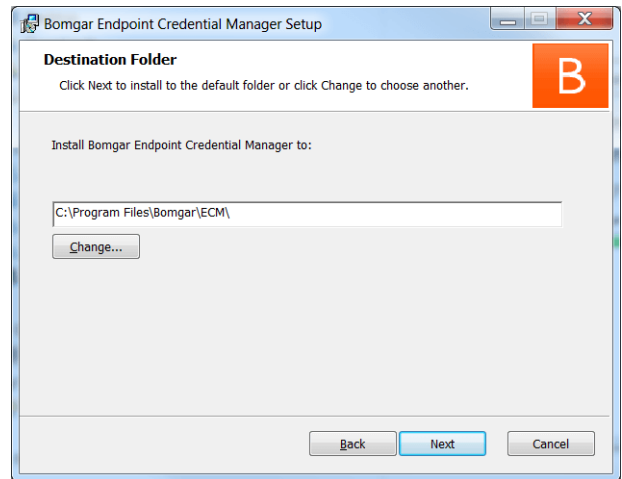 Bomgar Endpoint Credential Manager Setup
Destination Folder
Click Next to install to the default folder or click Change to choose another.
B
Install Bomgar Endpoint Credential Manager to:
C:\Program Files\Bomgar\ECM\
Change...
Back Next Cancel